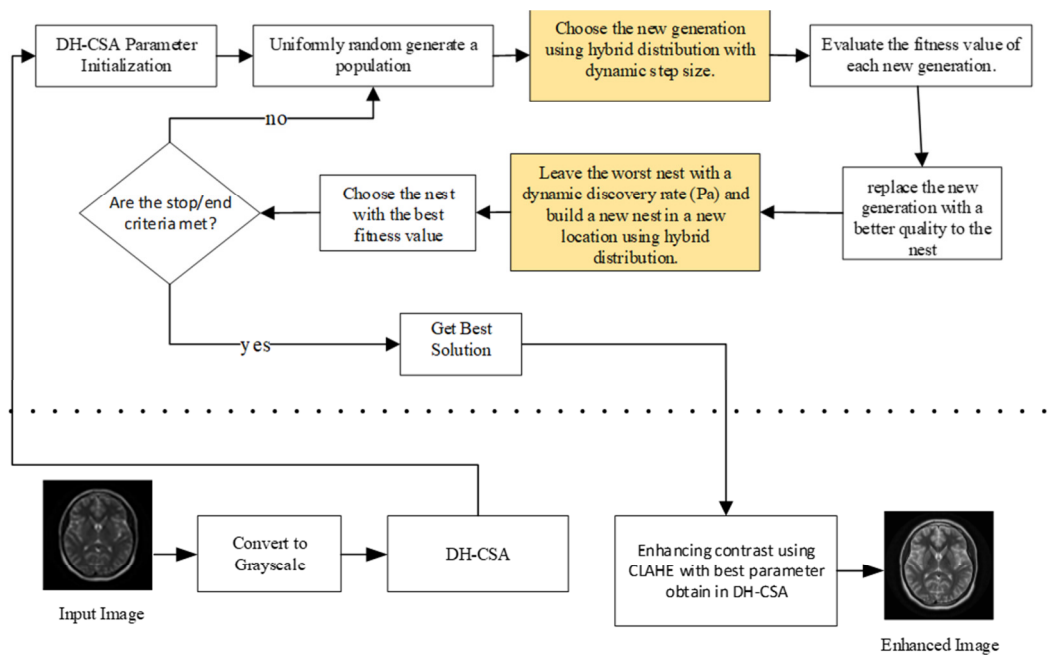 DH-CSA Parameter
Initialization
Uniformly random generate a
population
Choose the new generation
using hybrid distribution with
dynamic step size.
Evaluate the fitness value of
each new generation.
no
Are the stop/end
criteria met?
Choose the nest
with the best
fitness value
Leave the worst nest with a
dynamic discovery rate (Pa) and
build a new nest in a new
location using hybrid
distribution.
replace the new
generation with a
better quality to the
nest
yes
Get Best
Solution
Convert to
Grayscale
DH-CSA
Enhancing contrast using
CLAHE with best parameter
obtain in DH-CSA
Input Image
Enhanced Image